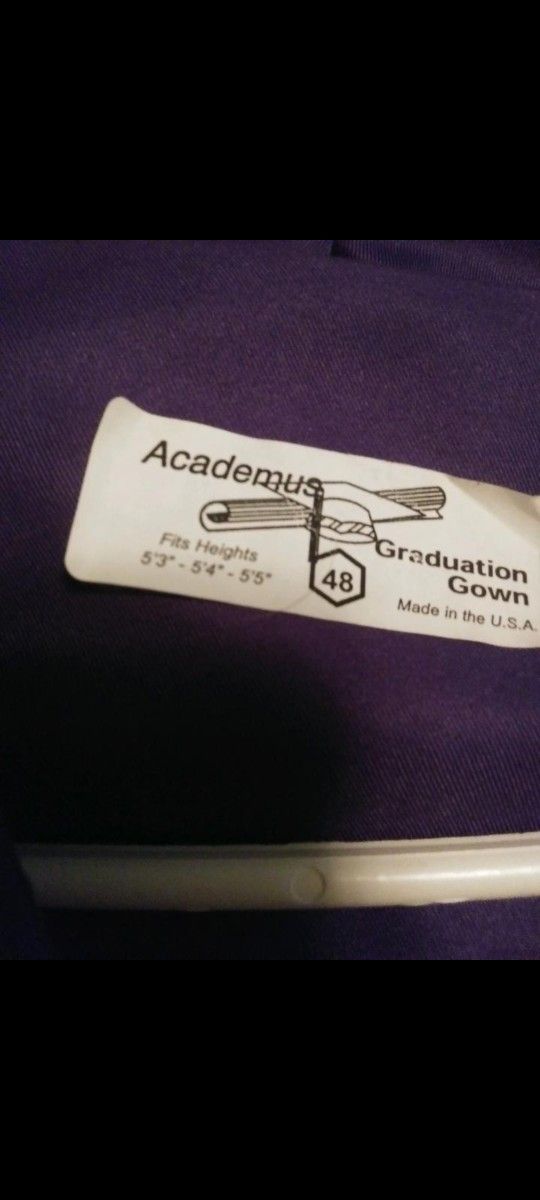 Academus
Fits Heights
5'3" - 5'4" - 5'5"
48
Graduation
Gown
Made in the U.S.A.